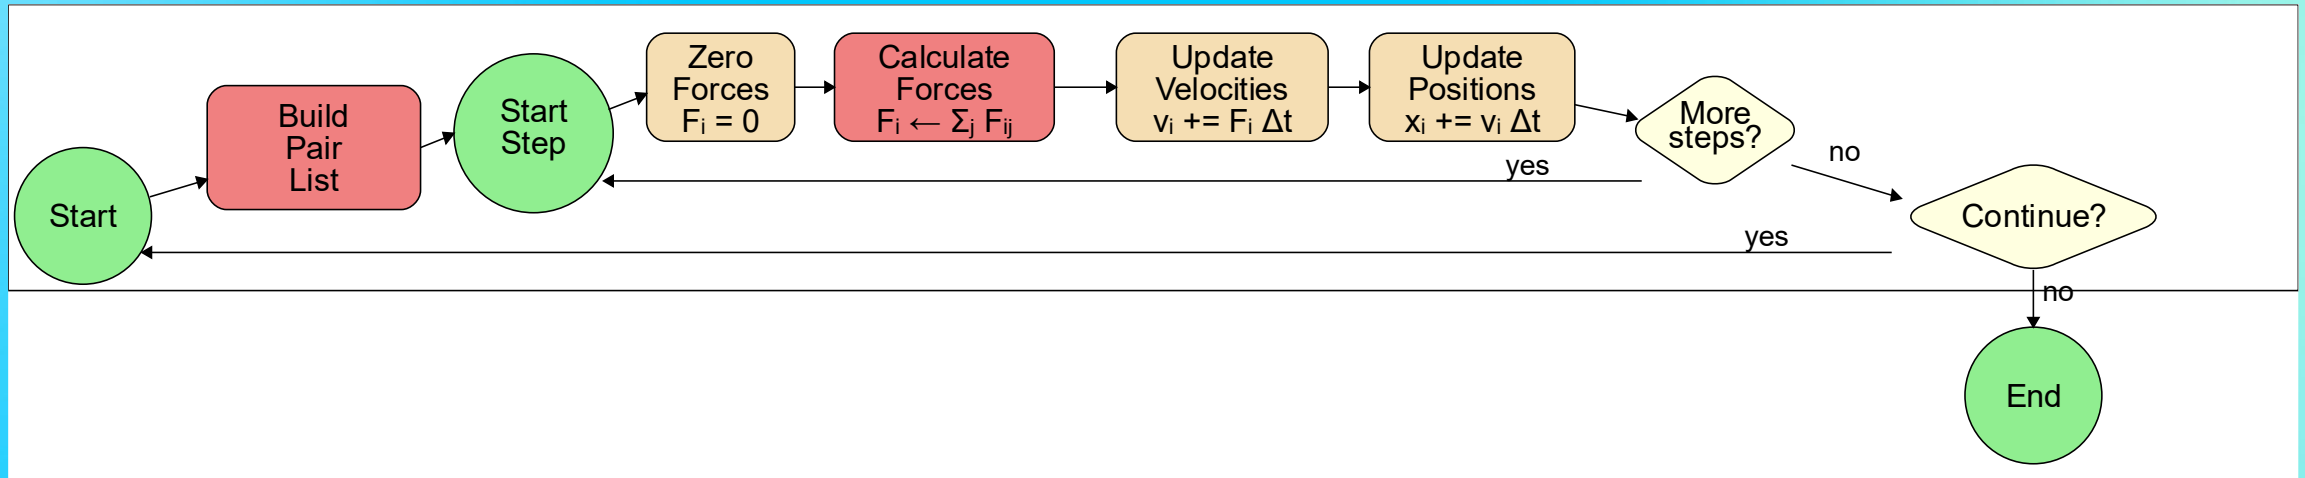 Start
Build
Pair
List
Start
Step
Zero
Forces
Fᵢ = 0
Calculate
Forces
Fᵢ ← Σⱼ Fᵢⱼ
Update
Velocities
vᵢ += Fᵢ Δt
Update
Positions
xᵢ += vᵢ Δt
More
steps?
yes
no
Continue?
yes
no
End